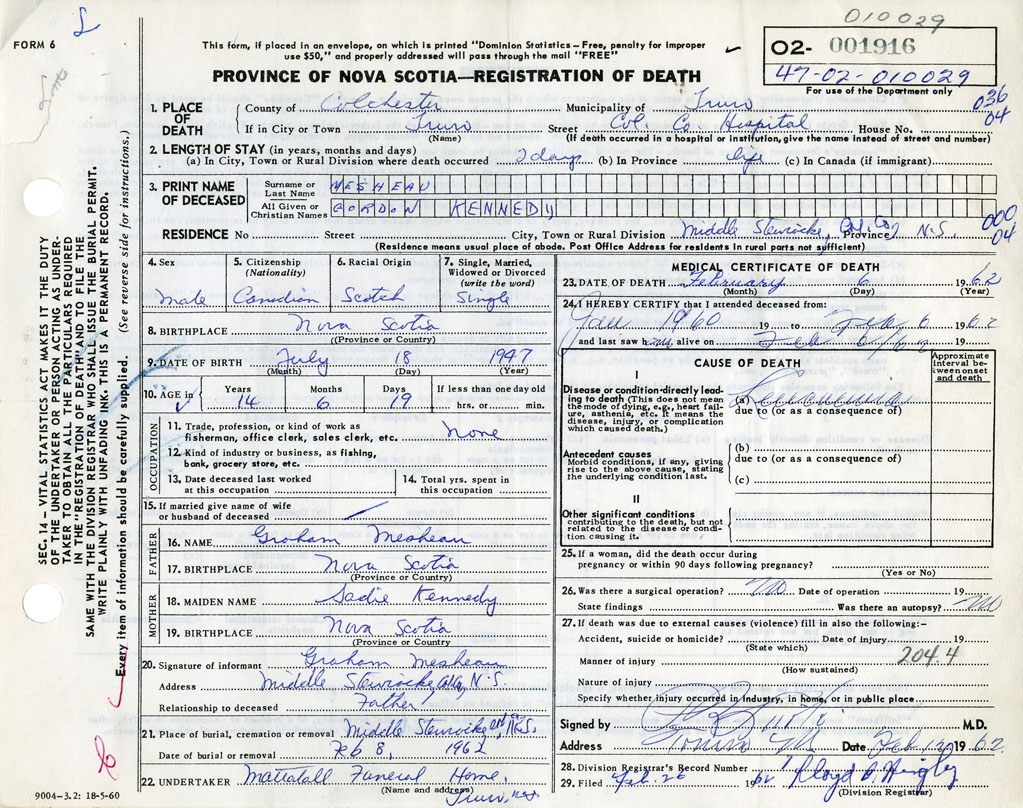 010029
FORM 6
This form, if placed in an envelope, on which is printed "Dominion Statistics - Free, penalty for improper
use $50," and properly addressed will pass through the mail "FREE"
02- 001916
47-02-010029
For use of the Department only
PROVINCE OF NOVA SCOTIA—REGISTRATION OF DEATH
036
04
1. PLACE OF DEATH
County of Colchester Municipality of Truro
If in City or Town Truro Street Col. Co. Hospital House No.
(Name) (If death occurred in a hospital or institution, give the name instead of street and number)
2. LENGTH OF STAY (in years, months and days)
(a) In City, Town or Rural Division where death occurred 2 days (b) In Province life (c) In Canada (if immigrant)
3. PRINT NAME OF DECEASED
Surname or Last Name MESHEAU
All Given or Christian Names GORDON KENNEDY
000
04
RESIDENCE No Street City, Town or Rural Division Middle Stewiacke, Col. Co. Province N.S.
(Residence means usual place of abode. Post Office Address for residents in rural parts not sufficient)
4. Sex
Male
5. Citizenship
(Nationality)
Canadian
6. Racial Origin
Scotch
7. Single, Married,
Widowed or Divorced
(write the word)
Single
8. BIRTHPLACE Nova Scotia
(Province or Country)
9. DATE OF BIRTH July 18 1947
(Month) (Day) (Year)
10. AGE in
Years Months Days If less than one day old
14 6 19 hrs. or min.
OCCUPATION
11. Trade, profession, or kind of work as
fisherman, office clerk, sales clerk, etc. None
12. Kind of industry or business, as fishing,
bank, grocery store, etc.
13. Date deceased last worked
at this occupation
14. Total yrs. spent in
this occupation
15. If married give name of wife
or husband of deceased
FATHER
16. NAME Graham Mesheau
17. BIRTHPLACE Nova Scotia
(Province or Country)
MOTHER
18. MAIDEN NAME Sadie Kennedy
19. BIRTHPLACE Nova Scotia
(Province or Country
20. Signature of informant Graham Mesheau
Address Middle Stewiacke Col Co, N.S.
Relationship to deceased Father
21. Place of burial, cremation or removal Middle Stewiacke N.S.
Date of burial or removal Feb 8, 1962
22. UNDERTAKER Mattatall Funeral Home,
(Name and address)
Truro, N.S.
9004-3.2: 18-5-60
MEDICAL CERTIFICATE OF DEATH
23. DATE OF DEATH February 6 1962
(Month) (Day) (Year)
24. I HEREBY CERTIFY that I attended deceased from:
Jan 1960 19 to Feb 6 1962
and last saw him alive on Feb 6/62 19
CAUSE OF DEATH
Approximate interval between onset and death
I
Disease or condition directly leading to death (This does not mean
the mode of dying, e.g., heart failure, asthenia, etc. It means the
disease, injury, or complication
which caused death.)
(a) Leucaemia
due to (or as a consequence of)
Antecedent causes
Morbid conditions, if any, giving
rise to the above cause, stating
the underlying condition last.
(b)
due to (or as a consequence of)
(c)
II
Other significant conditions
contributing to the death, but not
related to the disease or condition causing it.
25. If a woman, did the death occur during
pregnancy or within 90 days following pregnancy?
(Yes or No)
26. Was there a surgical operation? No Date of operation 19
State findings Was there an autopsy? No
27. If death was due to external causes (violence) fill in also the following:-
Accident, suicide or homicide? Date of injury 19
(State which)
204.4
Manner of injury
(How sustained)
Nature of injury
Specify whether injury occurred in industry, in home, or in public place
Signed by M.D.
Address Truro NS Date Feb 1962
28. Division Registrar's Record Number
29. Filed Feb. 26 62 Lloyd
(Division Registrar)
SEC. 14 - VITAL STATISTICS ACT MAKES IT THE DUTY
OF THE UNDERTAKER OR PERSON ACTING AS UNDERTAKER TO OBTAIN ALL THE PARTICULARS REQUIRED
IN THE "REGISTRATION OF DEATH" AND TO FILE THE
SAME WITH THE DIVISION REGISTRAR WHO SHALL ISSUE THE BURIAL PERMIT.
WRITE PLAINLY WITH UNFADING INK. THIS IS A PERMANENT RECORD.
Every item of information should be carefully supplied. (See reverse side for instructions.)